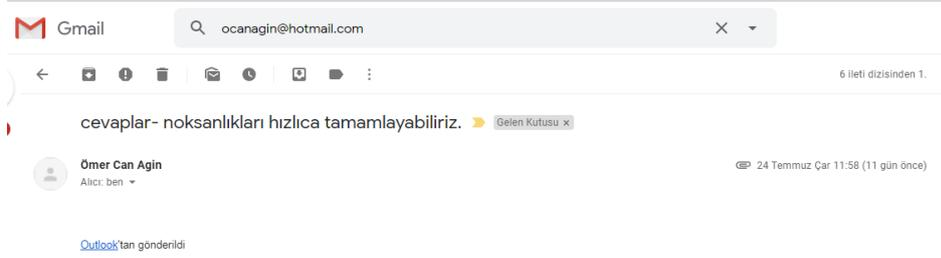 Gmail
ocanagin@hotmail.com
6 ileti dizisinden 1.
cevaplar- noksanlıkları hızlıca tamamlayabiliriz.
Gelen Kutusu x
Ömer Can Agin
24 Temmuz Çar 11:58 (11 gün önce)
Alıcı: ben
Outlook'tan gönderildi